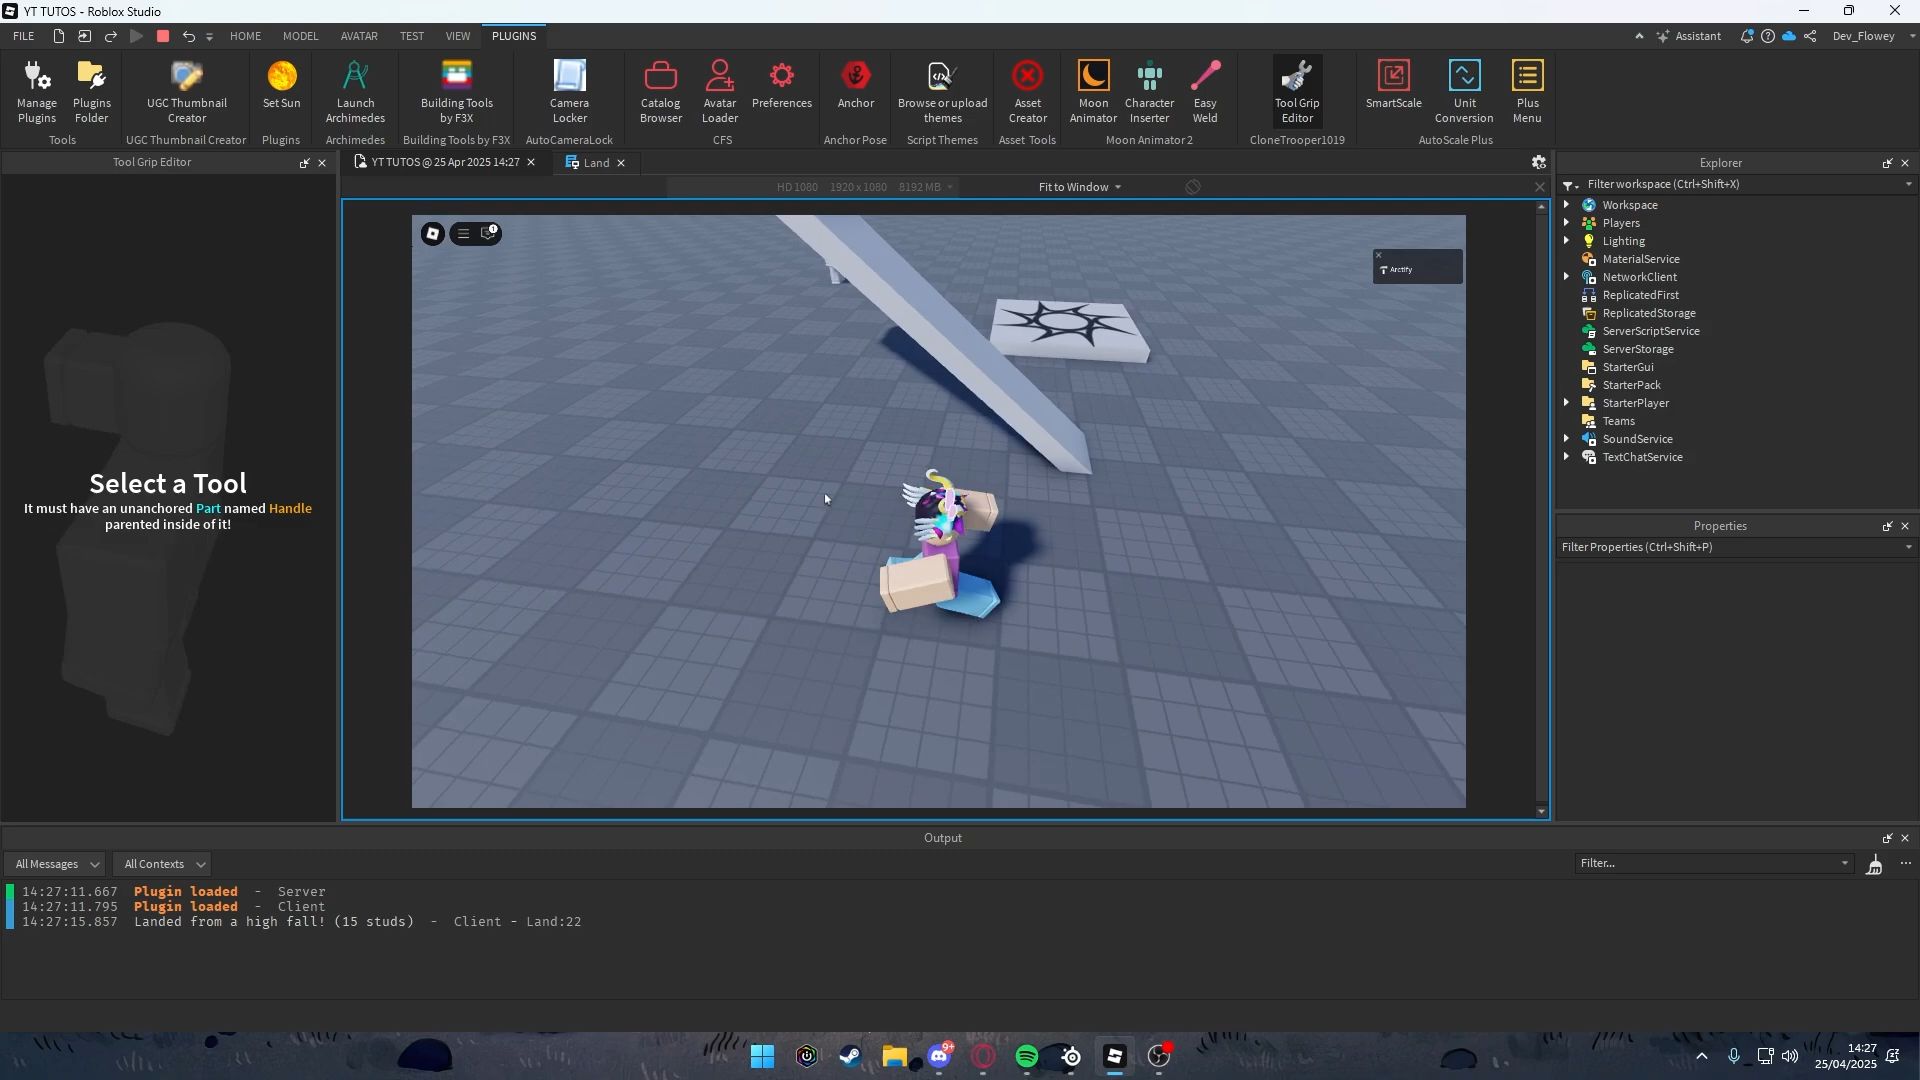 YT TUTOS - Roblox Studio
FILE
HOME
MODEL
AVATAR
TEST
VIEW
PLUGINS
Assistant
Dev_Flowey
Manage Plugins
Plugins Folder
Tools
UGC Thumbnail Creator
UGC Thumbnail Creator
Set Sun
Plugins
Launch Archimedes
Archimedes
Building Tools by F3X
Building Tools by F3X
Camera Locker
AutoCameraLock
Catalog Browser
Avatar Loader
Preferences
CFS
Anchor
Anchor Pose
Browse or upload themes
Script Themes
Asset Creator
Asset Tools
Moon Animator
Character Inserter
Easy Weld
Moon Animator 2
Tool Grip Editor
CloneTrooper1019
SmartScale
Unit Conversion
Plus Menu
AutoScale Plus
Tool Grip Editor
YT TUTOS @ 25 Apr 2025 14:27
Land
HD1080 1920 x 1080 8192 MB
Fit to Window
Select a Tool
It must have an unanchored Part named Handle
parented inside of it!
1
Arctify
Explorer
Filter workspace (Ctrl+Shift+X)
Workspace
Players
Lighting
MaterialService
NetworkClient
ReplicatedFirst
ReplicatedStorage
ServerScriptService
ServerStorage
StarterGui
StarterPack
StarterPlayer
Teams
SoundService
TextChatService
Properties
Filter Properties (Ctrl+Shift+P)
Output
All Messages
All Contexts
Filter...
14:27:11.667 Plugin loaded - Server
14:27:11.795 Plugin loaded - Client
14:27:15.857 Landed from a high fall! (15 studs) - Client - Land:22
9+
14:27
25/04/2025